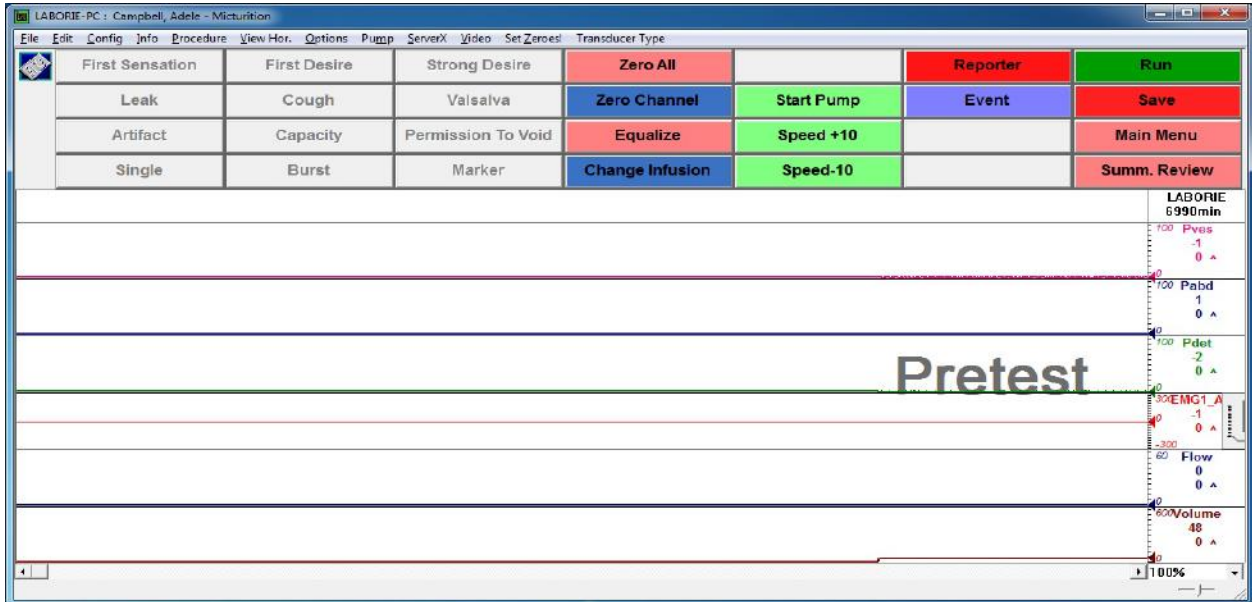 LABORIE-PC : Campbell, Adele - Micturition
File Edit Config Info Procedure View Hor. Options Pump ServerX Video Set Zeroes! Transducer Type
First Sensation First Desire Strong Desire Zero All Reporter Run
Leak Cough Valsalva Zero Channel Start Pump Event Save
Artifact Capacity Permission To Void Equalize Speed +10 Main Menu
Single Burst Marker Change Infusion Speed-10 Summ. Review
LABORIE
6990min
100 Pves
-1
0 ^
0
100 Pabd
1
0 ^
0
100 Pdet
-2
0 ^
0
Pretest
300 EMG1_A
-1
0
0 ^
-300
60 Flow
0
0 ^
0
600 Volume
48
0 ^
0
100%